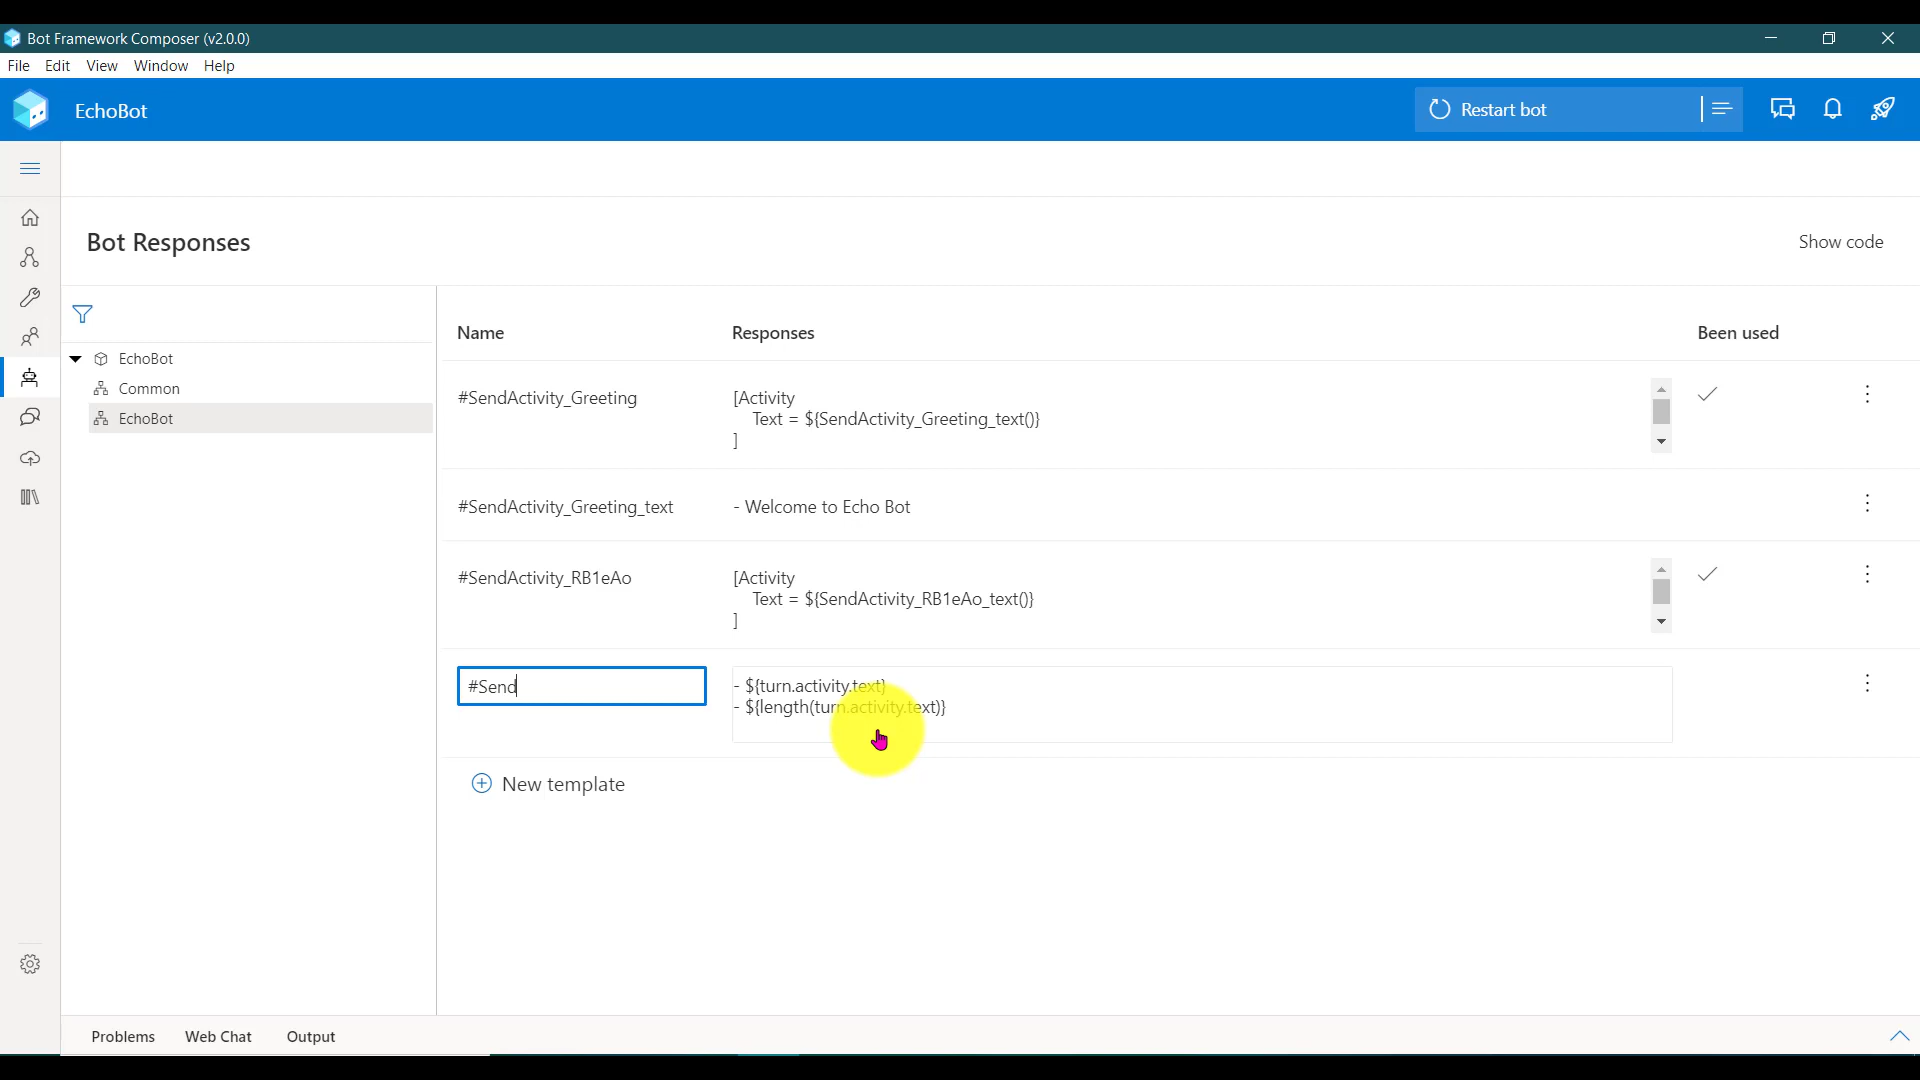 Bot Framework Composer (v2.0.0)
File Edit View Window Help
EchoBot
Restart bot
Bot Responses
Show code
EchoBot
Common
EchoBot
Name Responses Been used
#SendActivity_Greeting
[Activity
Text = ${SendActivity_Greeting_text()}
]
#SendActivity_Greeting_text
- Welcome to Echo Bot
#SendActivity_RB1eAo
[Activity
Text = ${SendActivity_RB1eAo_text()}
]
#Send
- ${turn.activity.text}
- ${length(turn.activity.text)}
New template
Problems Web Chat Output